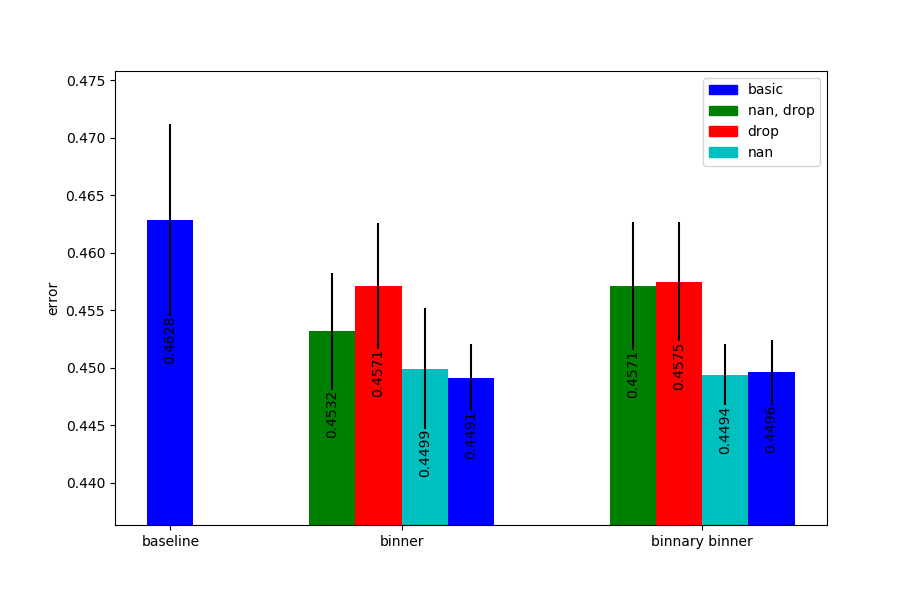 0.475
0.470
0.465
0.460
0.455
0.450
0.445
0.440
error
basic
nan, drop
drop
nan
0.4628
0.4532
0.4571
0.4499
0.4491
0.4571
0.4575
0.4494
0.4496
baseline
binner
binnary binner